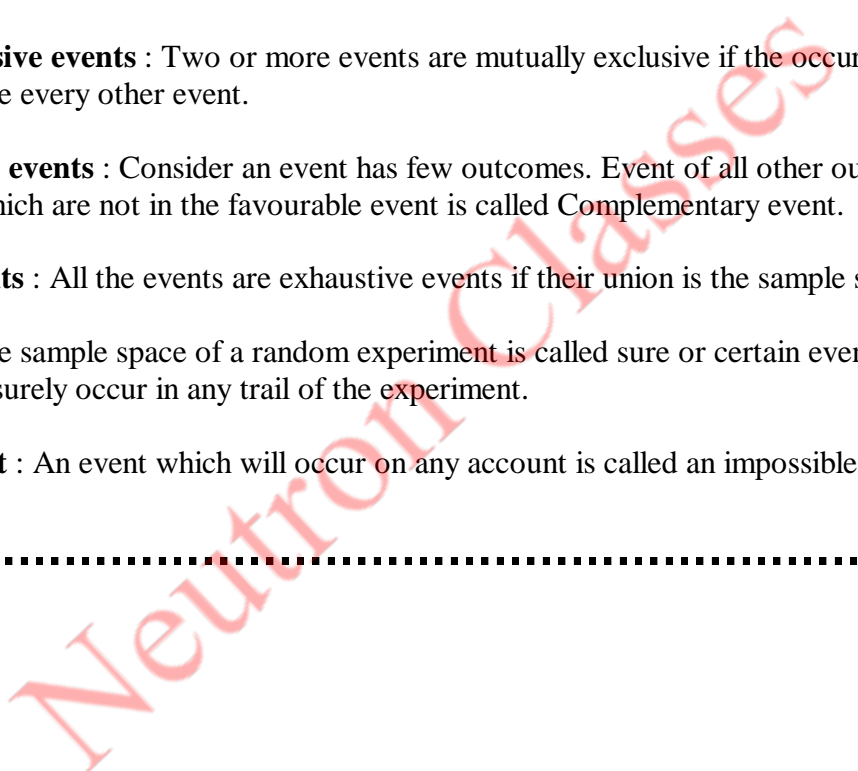 sive events : Two or more events are mutually exclusive if the occur
e every other event.
events : Consider an event has few outcomes. Event of all other ou
hich are not in the favourable event is called Complementary event.
ts : All the events are exhaustive events if their union is the sample s
e sample space of a random experiment is called sure or certain even
surely occur in any trail of the experiment.
t : An event which will occur on any account is called an impossible
Neutron Classes